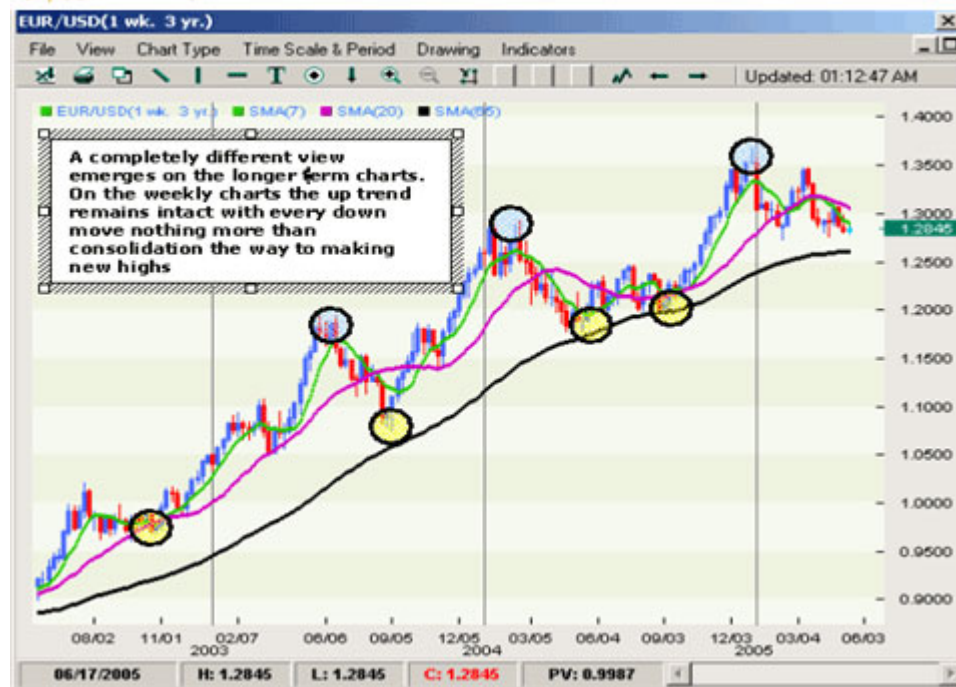 EUR/USD(1 wk. 3 yr.)
File View Chart Type Time Scale & Period Drawing Indicators
T Updated: 01:12:47 AM
EUR/USD(1 wk. 3 yr.) SMA(7) SMA(20) SMA(65)
A completely different view
emerges on the longer term charts.
On the weekly charts the up trend
remains intact with every down
move nothing more than
consolidation the way to making
new highs
1.4000
1.3500
1.3000
1.2845
1.2500
1.2000
1.1500
1.1000
1.0500
1.0000
0.9500
0.9000
08/02 11/01 02/07 06/06 09/05 12/05 03/05 06/04 09/03 12/03 03/04 06/03
2003 2004 2005
06/17/2005 H: 1.2845 L: 1.2845 C: 1.2845 PV: 0.9987